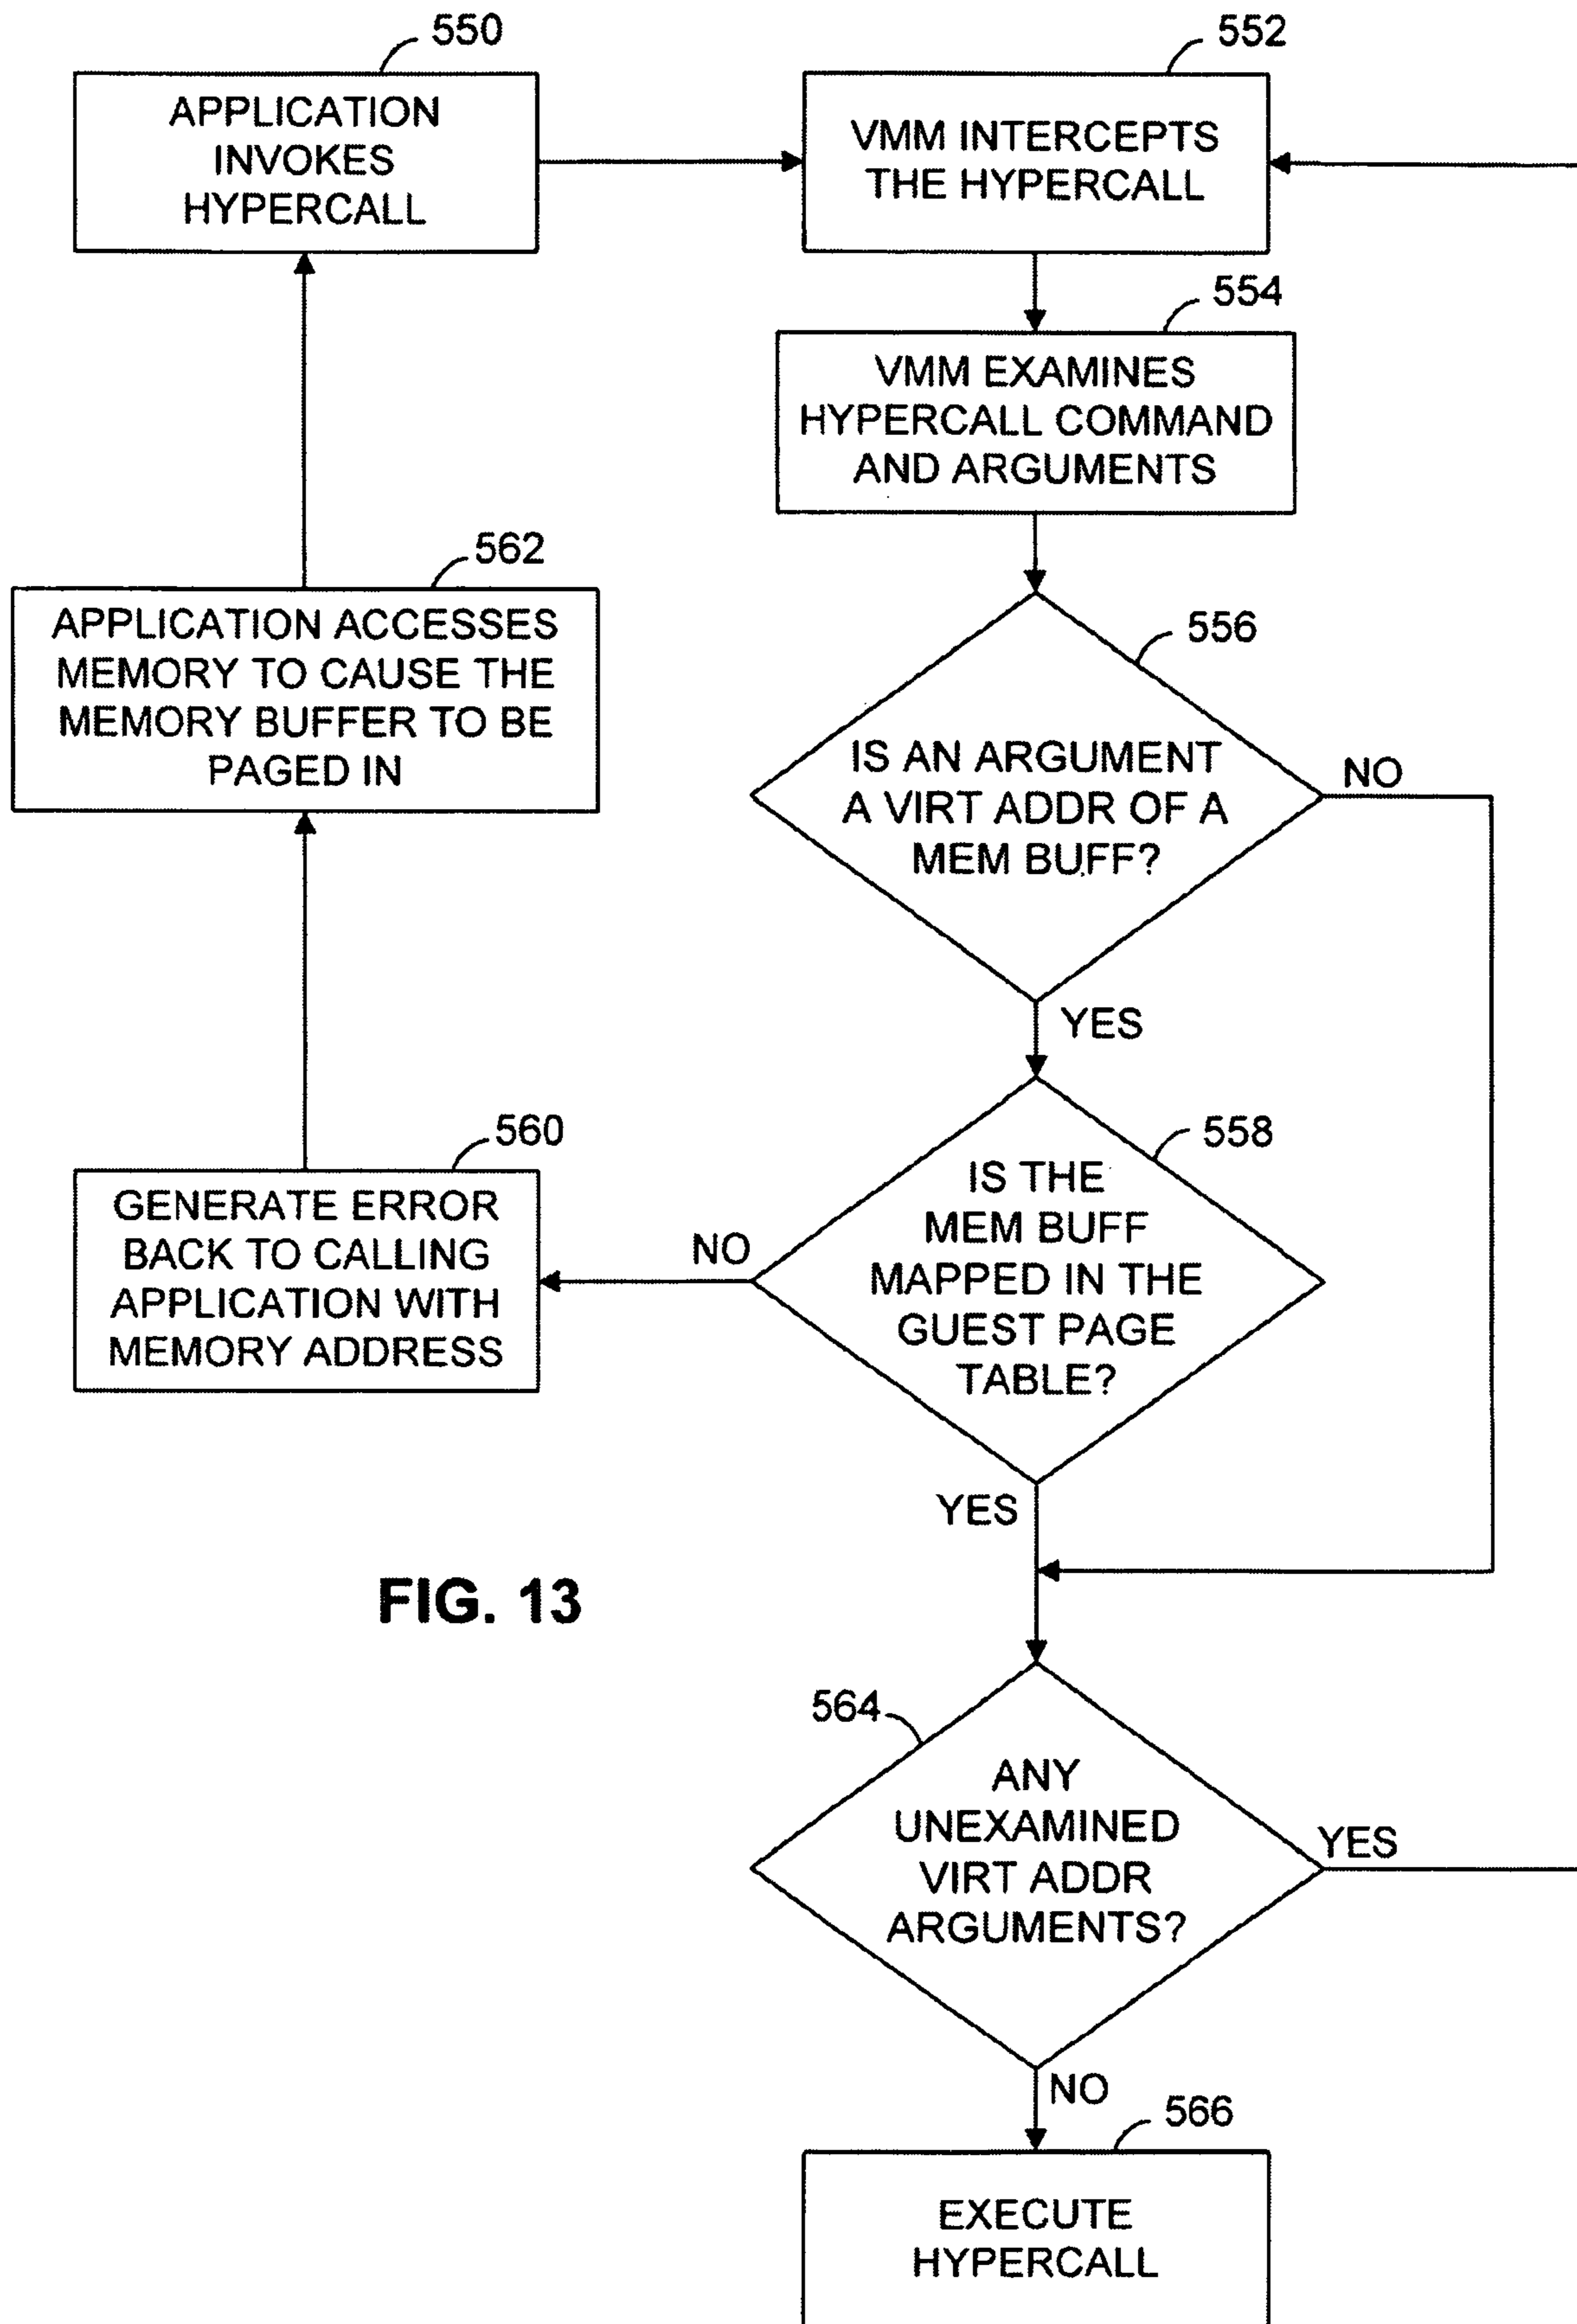 550
APPLICATION
INVOKES
HYPERCALL
552
VMM INTERCEPTS
THE HYPERCALL
554
VMM EXAMINES
HYPERCALL COMMAND
AND ARGUMENTS
562
APPLICATION ACCESSES
MEMORY TO CAUSE THE
MEMORY BUFFER TO BE
PAGED IN
556
IS AN ARGUMENT
A VIRT ADDR OF A
MEM BUFF?
NO
YES
560
GENERATE ERROR
BACK TO CALLING
APPLICATION WITH
MEMORY ADDRESS
NO
558
IS THE
MEM BUFF
MAPPED IN THE
GUEST PAGE
TABLE?
YES
FIG. 13
564
ANY
UNEXAMINED
VIRT ADDR
ARGUMENTS?
YES
NO
566
EXECUTE
HYPERCALL